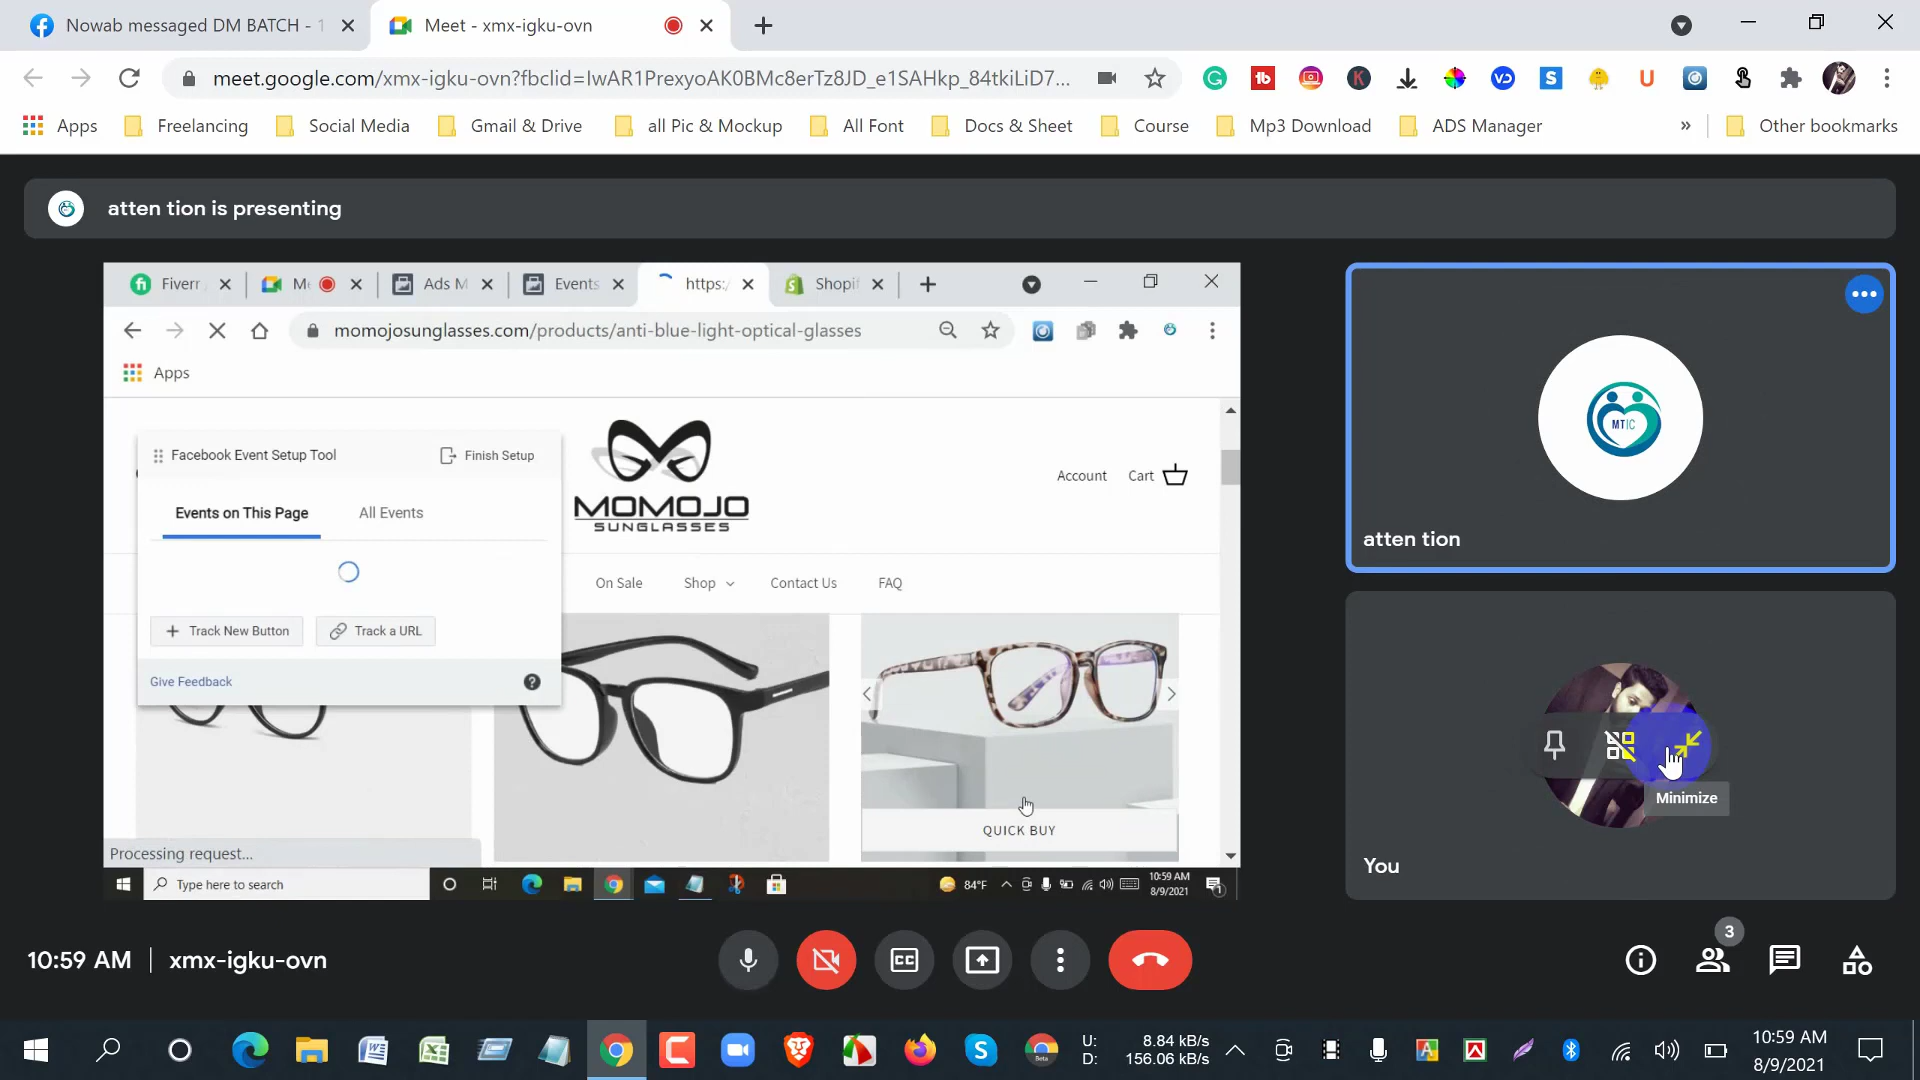 Nowab messaged DM BATCH - 1
Meet - xmx-igku-ovn
meet.google.com/xmx-igku-ovn?fbclid=IwAR1PrexyoAK0BMc8erTz8JD_e1SAHkp_84tkiLiD7...
Apps
Freelancing
Social Media
Gmail & Drive
all Pic & Mockup
All Font
Docs & Sheet
Course
Mp3 Download
ADS Manager
»
Other bookmarks
atten tion is presenting
Fiverr
M
Ads M
Events
https:/
Shopif
momojosunglasses.com/products/anti-blue-light-optical-glasses
Apps
Facebook Event Setup Tool
Finish Setup
Events on This Page
All Events
+ Track New Button
Track a URL
Give Feedback
MOMOJO
SUNGLASSES
Account
Cart
On Sale
Shop
Contact Us
FAQ
QUICK BUY
Processing request...
Type here to search
84°F
10:59 AM
8/9/2021
1
MTIC
atten tion
Minimize
You
10:59 AM | xmx-igku-ovn
CC
3
U: 8.84 kB/s
D: 156.06 kB/s
10:59 AM
8/9/2021